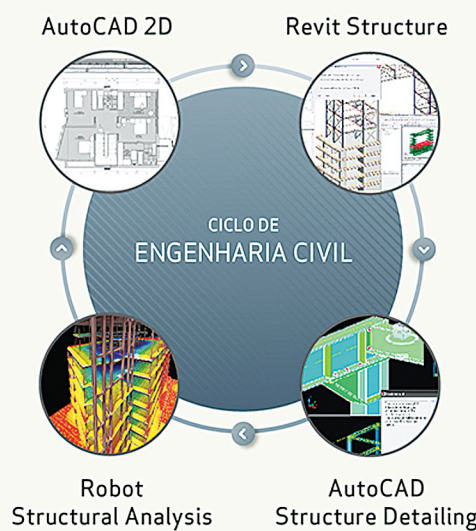 AutoCAD 2D
Revit Structure
CICLO DE
ENGENHARIA CIVIL
Robot
Structural Analysis
AutoCAD
Structure Detailing